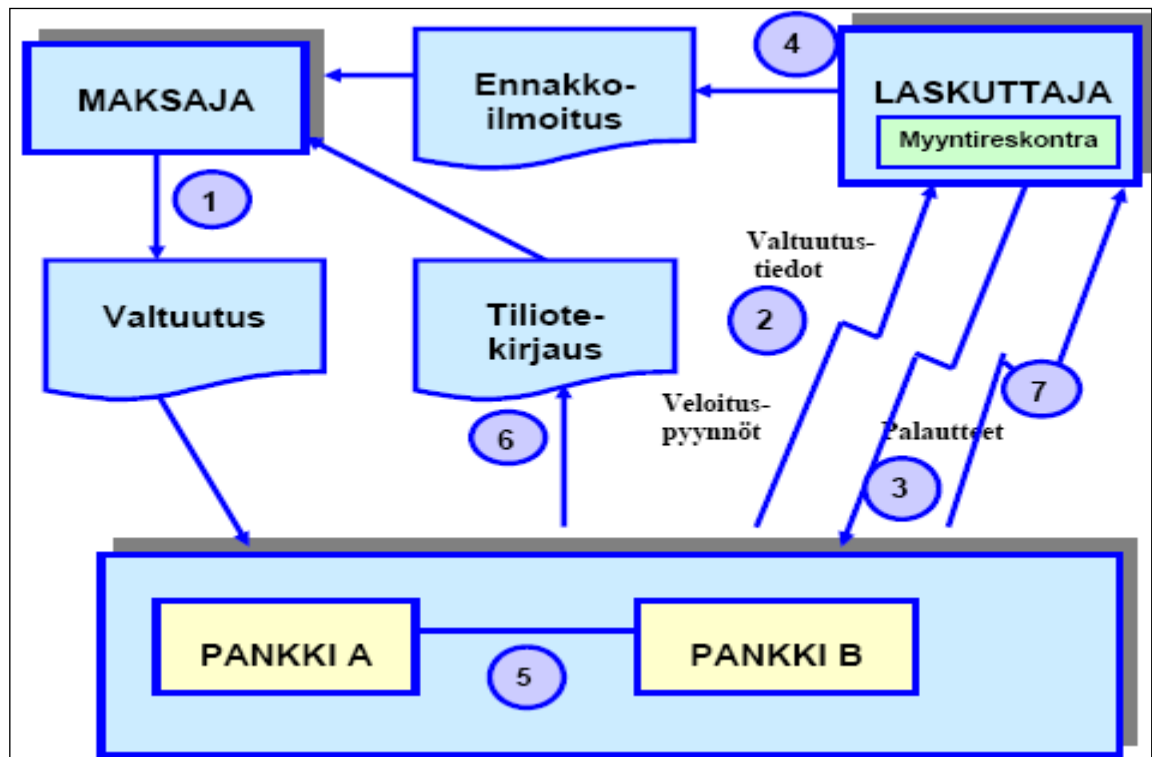 4
MAKSAJA
Ennakko-
ilmoitus
LASKUTTAJA
Myyntireskontra
1
Valtuutus-
tiedot
Valtuutus
Tiliote-
kirjaus
2
7
Veloitus-
pyynnöt
6
Palautteet
3
PANKKI A
PANKKI B
5